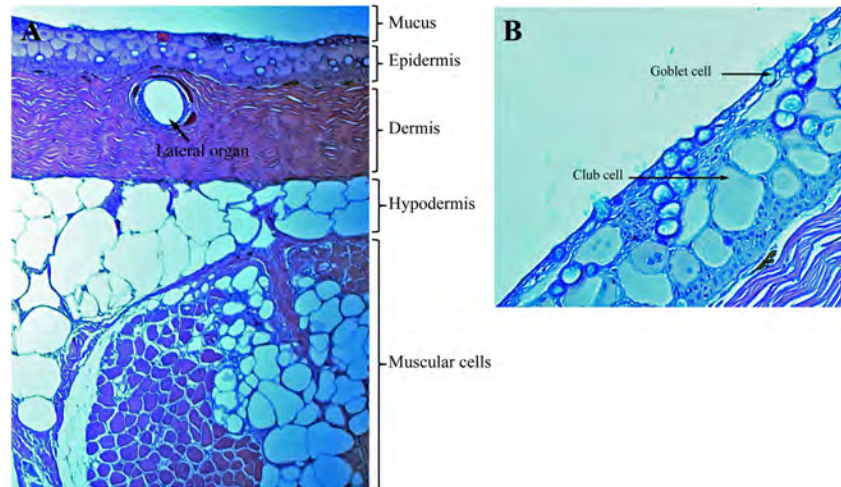 A
Mucus
Epidermis
Dermis
Lateral organ
Hypodermis
Muscular cells
B
Goblet cell
Club cell